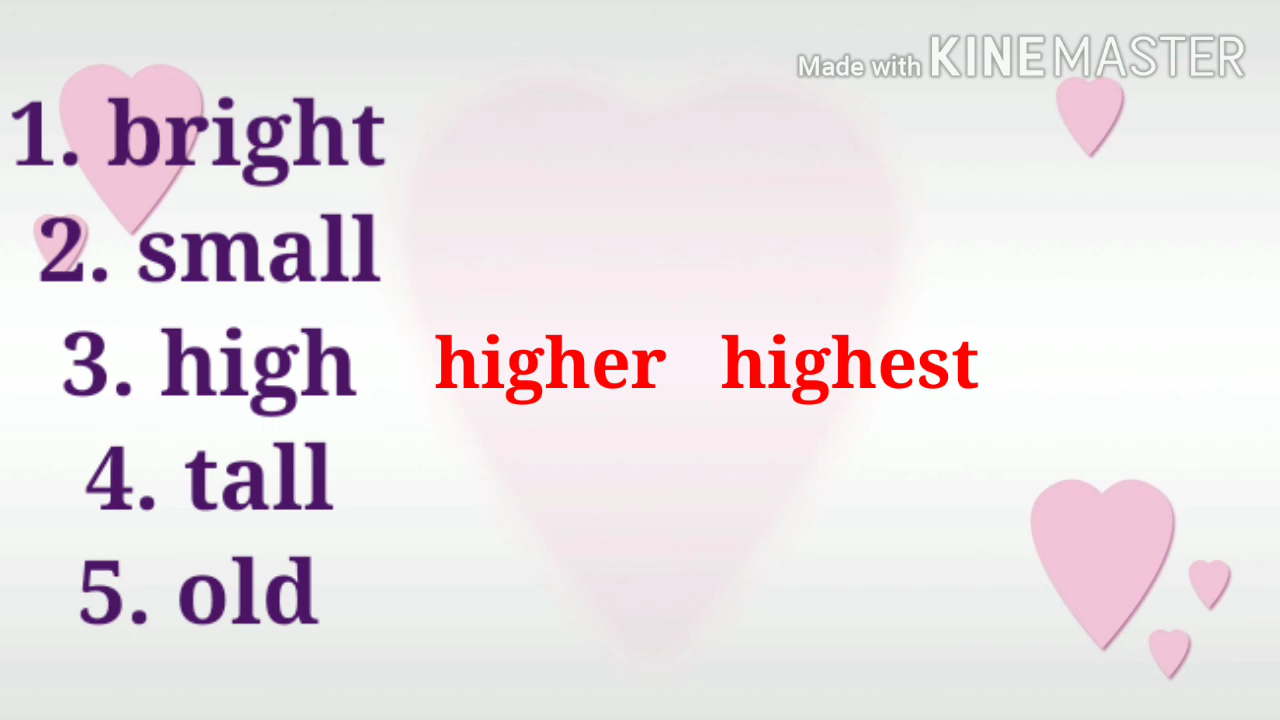 Made with KINEMASTER
1. bright
2. small
3. high higher highest
4. tall
5. old